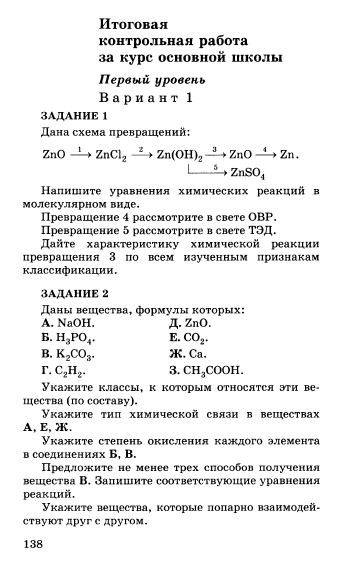 Итоговая
контрольная работа
за курс основной школы
Первый уровень
Вариант 1
ЗАДАНИЕ 1
Дана схема превращений:
ZnO —1→ ZnCl₂ —2→ Zn(OH)₂ —3→ ZnO —4→ Zn.
—5→ ZnSO₄
Напишите уравнения химических реакций в
молекулярном виде.
Превращение 4 рассмотрите в свете ОВР.
Превращение 5 рассмотрите в свете ТЭД.
Дайте характеристику химической реакции
превращения 3 по всем изученным признакам
классификации.
ЗАДАНИЕ 2
Даны вещества, формулы которых:
А. NaOH. Д. ZnO.
Б. H₃PO₄. Е. CO₂.
В. K₂CO₃. Ж. Ca.
Г. C₂H₂. З. CH₃COOH.
Укажите классы, к которым относятся эти ве-
щества (по составу).
Укажите тип химической связи в веществах
А, Е, Ж.
Укажите степень окисления каждого элемента
в соединениях Б, В.
Предложите не менее трех способов получения
вещества В. Запишите соответствующие уравнения
реакций.
Укажите вещества, которые попарно взаимодей-
ствуют друг с другом.
138